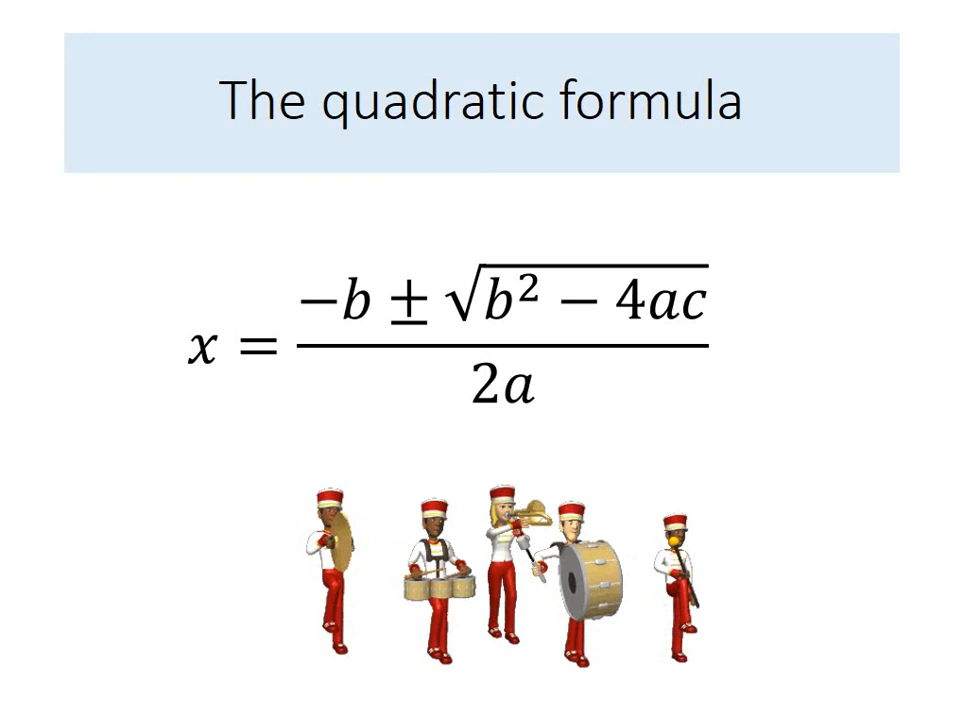 The quadratic formula
x = (−b ± √(b² − 4ac)) / 2a